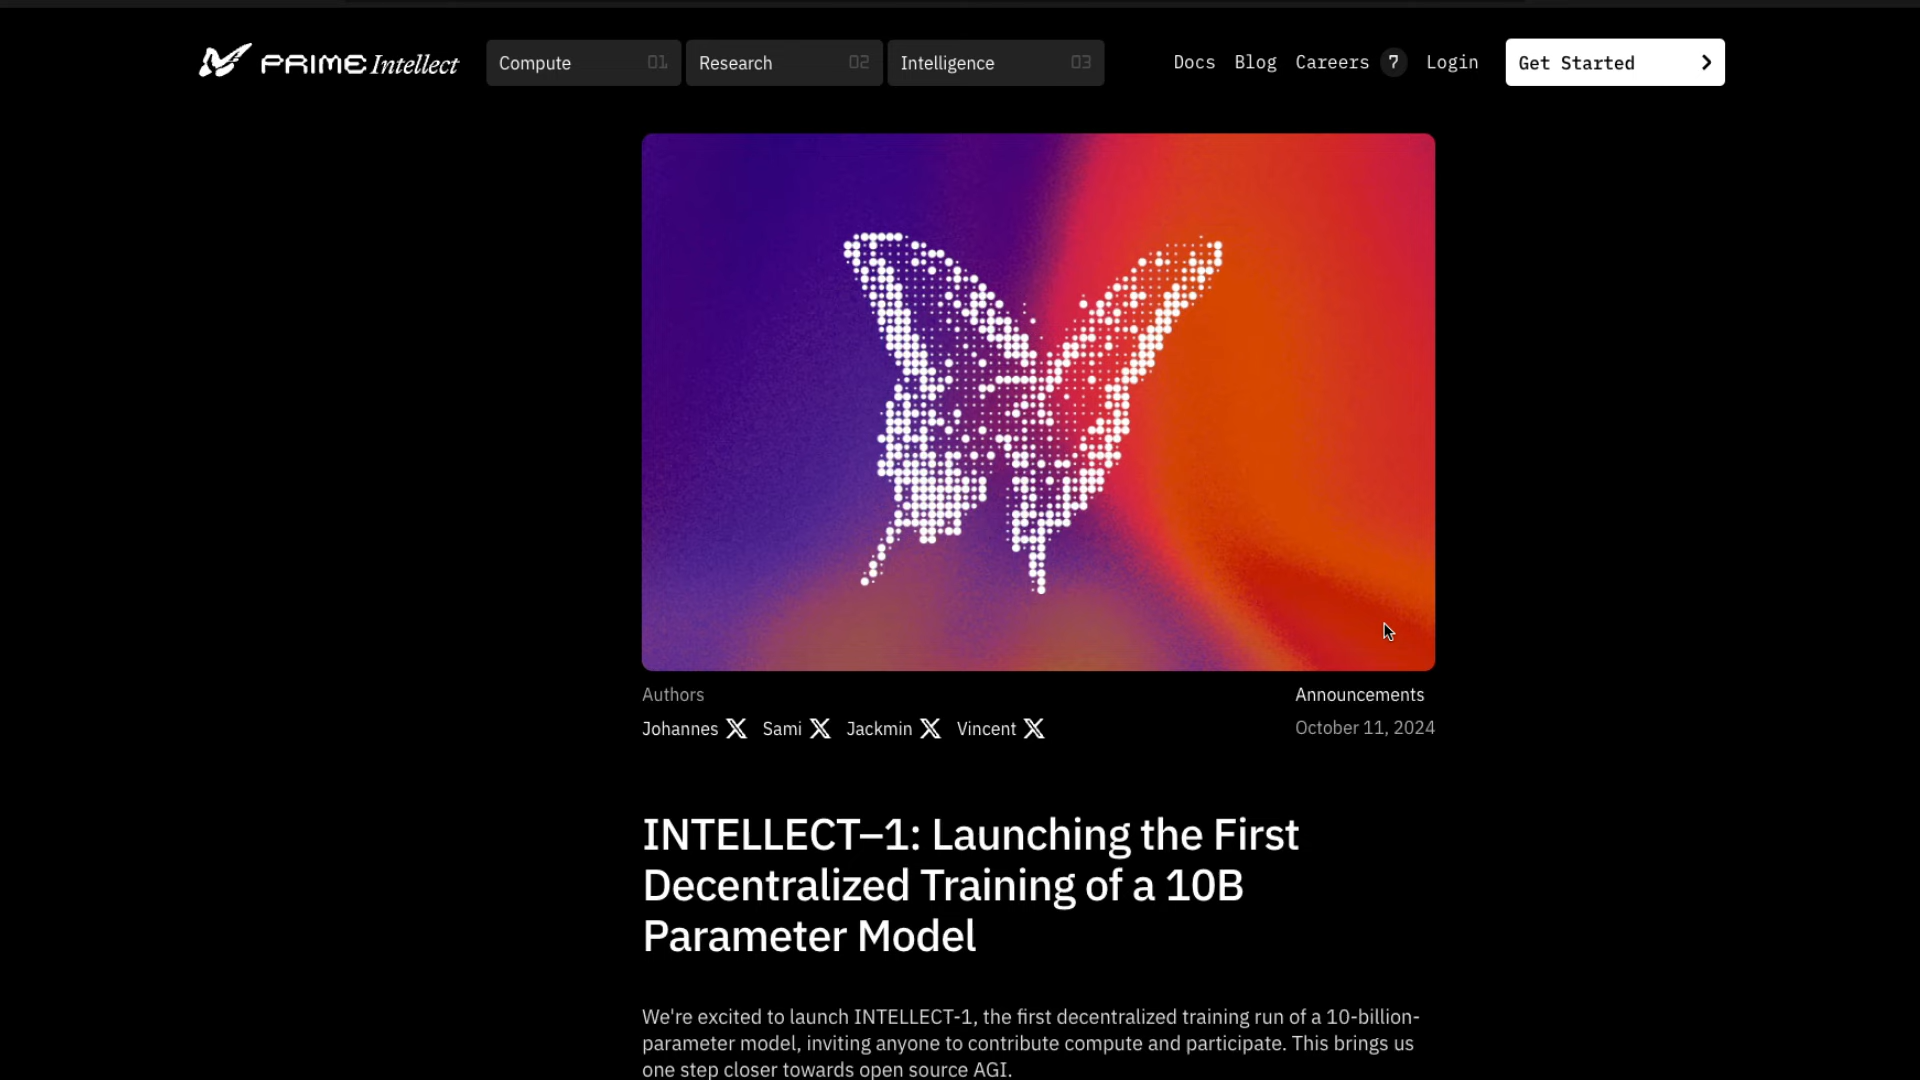 PRIME Intellect
Compute 01
Research 02
Intelligence 03
Docs Blog Careers 7 Login
Get Started
Authors
Johannes X Sami X Jackmin X Vincent X
Announcements
October 11, 2024
INTELLECT–1: Launching the First
Decentralized Training of a 10B
Parameter Model
We're excited to launch INTELLECT-1, the first decentralized training run of a 10-billion-
parameter model, inviting anyone to contribute compute and participate. This brings us
one step closer towards open source AGI.